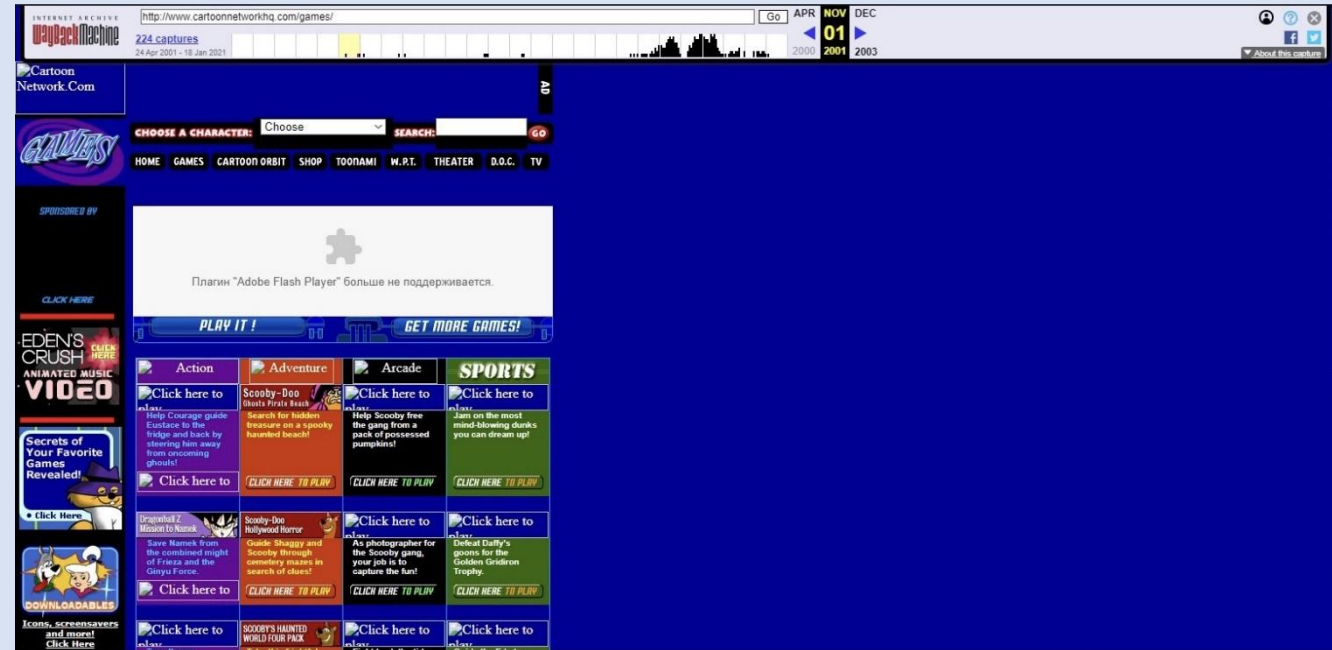 INTERNET ARCHIVE
WayBackMachine
http://www.cartoonnetworkhq.com/games/
Go
APR NOV DEC
224 captures
24 Apr 2001 - 18 Jan 2021
01
2000 2001 2003
About this capture
Cartoon
Network.Com
AD
GAMES
CHOOSE A CHARACTER: Choose SEARCH: GO
HOME GAMES CARTOON ORBIT SHOP TOONAMI W.P.T. THEATER D.O.C. TV
SPONSORED BY
CLICK HERE
Плагин "Adobe Flash Player" больше не поддерживается.
PLAY IT !
GET MORE GAMES!
EDEN'S
CRUSH
CLICK
HERE
ANIMATED MUSIC
VIDEO
Secrets of
Your Favorite
Games
Revealed!
• Click Here
DOWNLOADABLES
Icons, screensavers
and more!
Click Here
Action
Adventure
Arcade
SPORTS
Click here to
play
Help Courage guide
Eustace to the
fridge and back by
steering him away
from oncoming
ghouls!
Click here to
Scooby-Doo
Ghosts Pirate Beach
Search for hidden
treasure on a spooky
haunted beach!
CLICK HERE TO PLAY
Click here to
play
Help Scooby free
the gang from a
pack of possessed
pumpkins!
CLICK HERE TO PLAY
Click here to
play
Jam on the most
mind-blowing dunks
you can dream up!
CLICK HERE TO PLAY
Dragonball Z
Mission to Namek
Save Namek from
the combined might
of Frieza and the
Ginyu Force.
Click here to
Scooby-Doo
Hollywood Horror
Guide Shaggy and
Scooby through
cemetery mazes in
search of clues!
CLICK HERE TO PLAY
Click here to
play
As photographer for
the Scooby gang,
your job is to
capture the fun!
CLICK HERE TO PLAY
Click here to
play
Defeat Daffy's
goons for the
Golden Gridiron
Trophy.
CLICK HERE TO PLAY
Click here to
play
SCOOBY'S HAUNTED
WORLD FOUR PACK
Click here to
play
Click here to
play